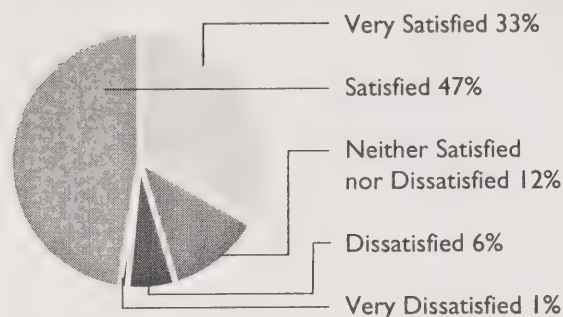 Very Satisfied 33%
Satisfied 47%
Neither Satisfied
nor Dissatisfied 12%
Dissatisfied 6%
Very Dissatisfied 1%